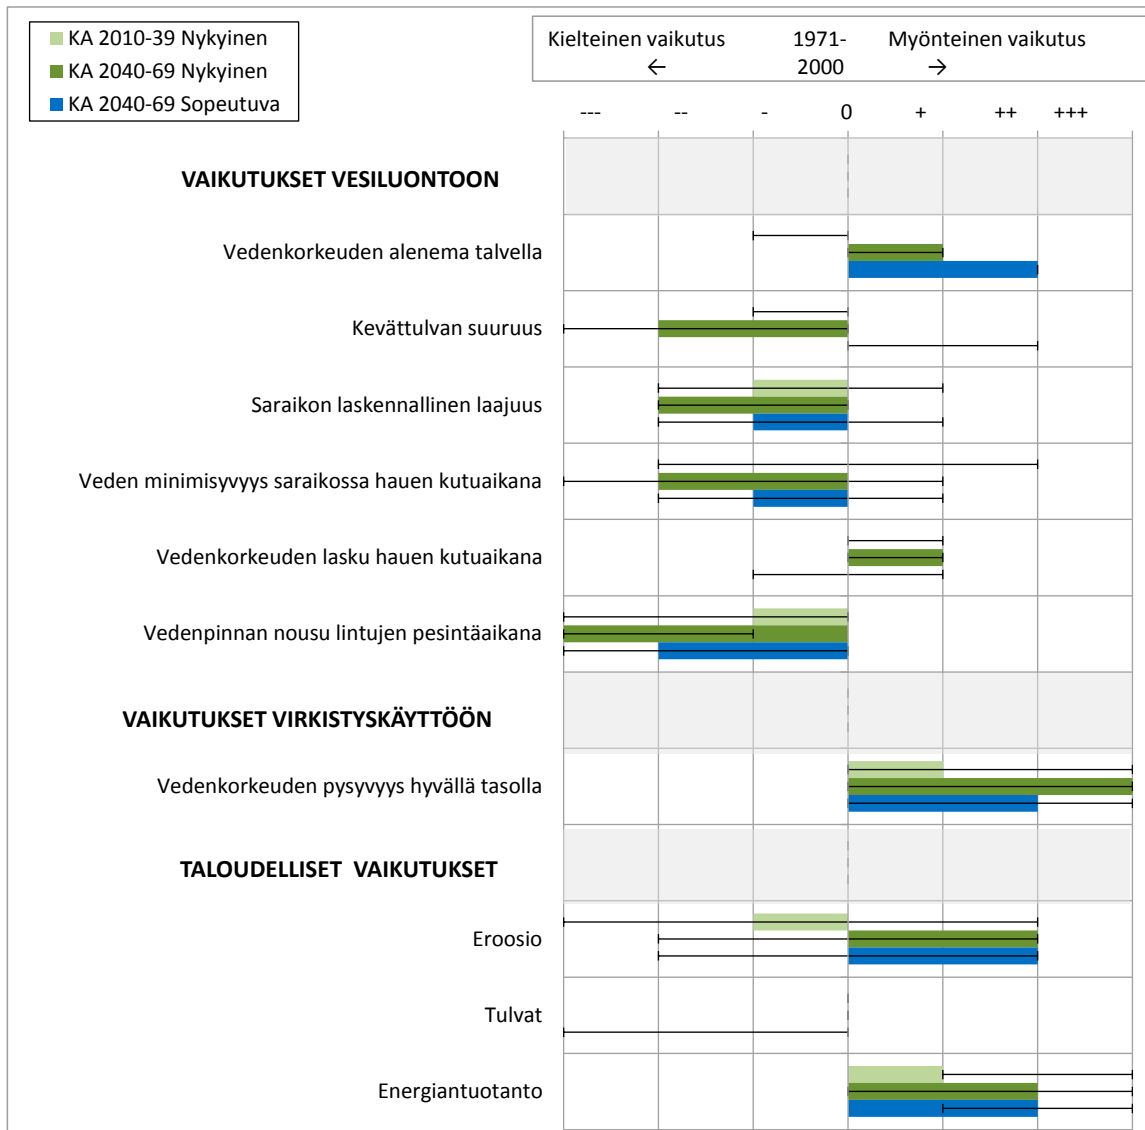 KA 2010-39 Nykyinen
KA 2040-69 Nykyinen
KA 2040-69 Sopeutuva
Kielteinen vaikutus 1971- Myönteinen vaikutus
← 2000 →
--- -- - 0 + ++ +++
VAIKUTUKSET VESILUONTOON
Vedenkorkeuden alenema talvella
Kevättulvan suuruus
Saraikon laskennallinen laajuus
Veden minimisyvyys saraikossa hauen kutuaikana
Vedenkorkeuden lasku hauen kutuaikana
Vedenpinnan nousu lintujen pesintäaikana
VAIKUTUKSET VIRKISTYSKÄYTTÖÖN
Vedenkorkeuden pysyvyys hyvällä tasolla
TALOUDELLISET VAIKUTUKSET
Eroosio
Tulvat
Energiantuotanto